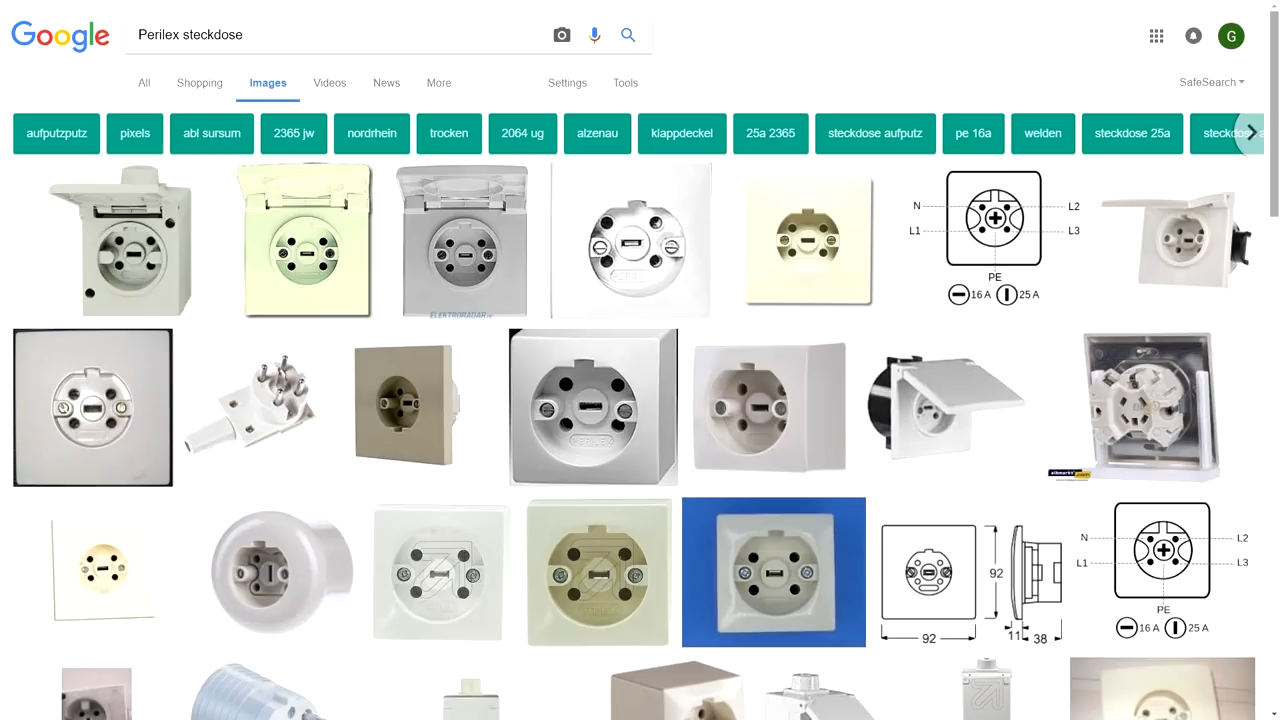 Google
Perilex steckdose
G
All Shopping Images Videos News More Settings Tools
SafeSearch
aufputzputz pixels abl sursum 2365 jw nordrhein trocken 2064 ug alzenau klappdeckel 25a 2365 steckdose aufputz pe 16a welden steckdose 25a
N L2
L1 L3
PE
16 A 25 A
ELEKTRORADAR
PERILEX
92
92 11 38
N L2
L1 L3
PE
16 A 25 A